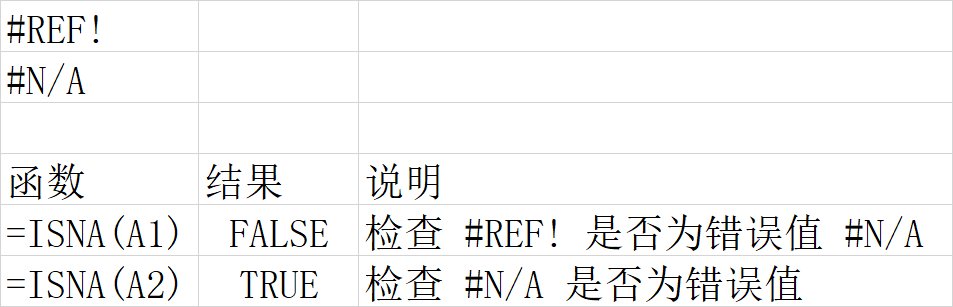 #REF!
#N/A
函数 结果 说明
=ISNA(A1) FALSE 检查 #REF! 是否为错误值 #N/A
=ISNA(A2) TRUE 检查 #N/A 是否为错误值